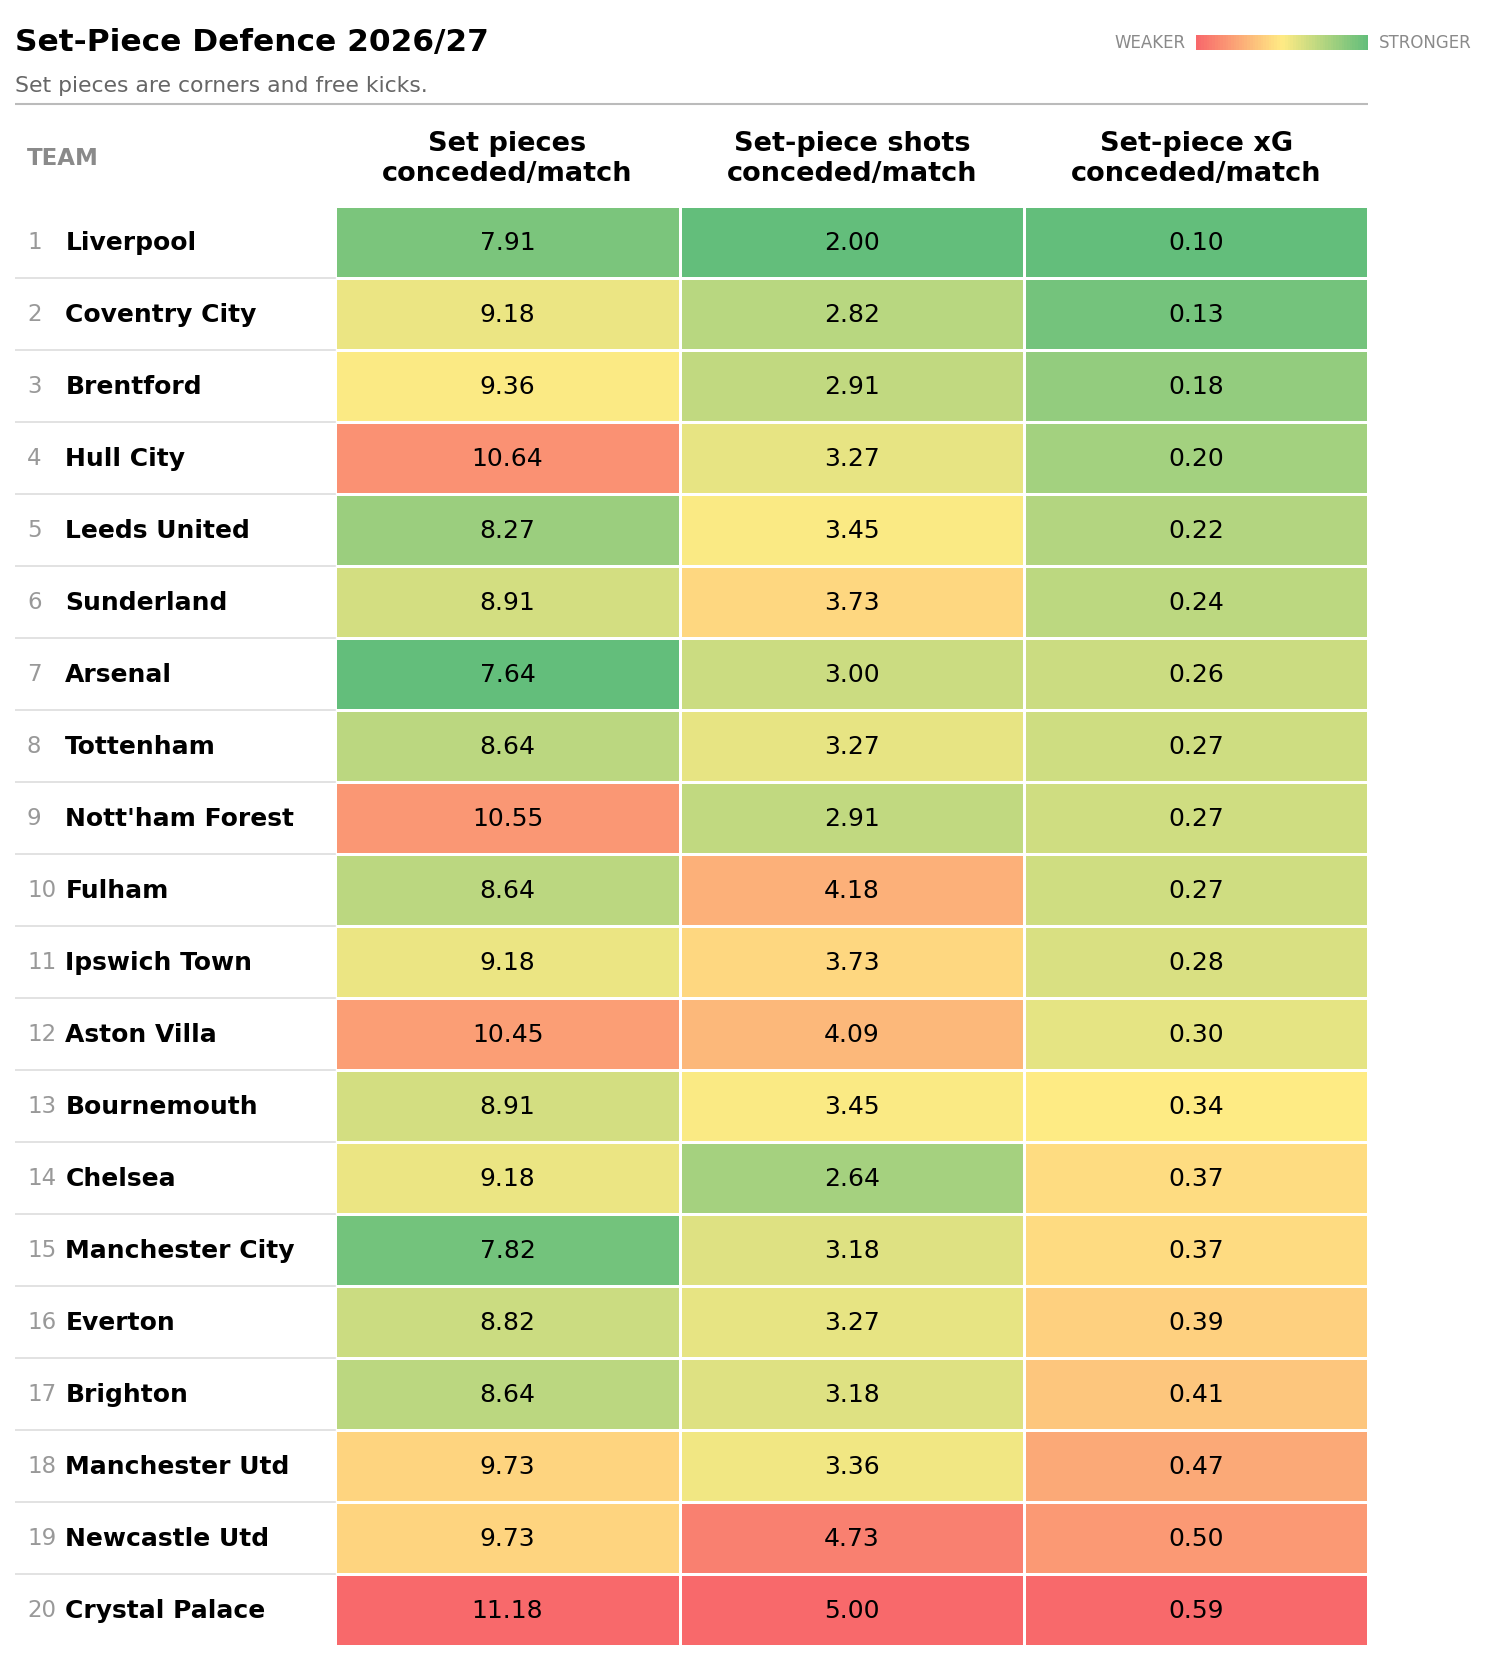 Set-Piece Defence 2026/27
WEAKER STRONGER
Set pieces are corners and free kicks.
TEAM
Set pieces conceded/match
Set-piece shots conceded/match
Set-piece xG conceded/match
1 Liverpool 7.91 2.00 0.10
2 Coventry City 9.18 2.82 0.13
3 Brentford 9.36 2.91 0.18
4 Hull City 10.64 3.27 0.20
5 Leeds United 8.27 3.45 0.22
6 Sunderland 8.91 3.73 0.24
7 Arsenal 7.64 3.00 0.26
8 Tottenham 8.64 3.27 0.27
9 Nott'ham Forest 10.55 2.91 0.27
10 Fulham 8.64 4.18 0.27
11 Ipswich Town 9.18 3.73 0.28
12 Aston Villa 10.45 4.09 0.30
13 Bournemouth 8.91 3.45 0.34
14 Chelsea 9.18 2.64 0.37
15 Manchester City 7.82 3.18 0.37
16 Everton 8.82 3.27 0.39
17 Brighton 8.64 3.18 0.41
18 Manchester Utd 9.73 3.36 0.47
19 Newcastle Utd 9.73 4.73 0.50
20 Crystal Palace 11.18 5.00 0.59